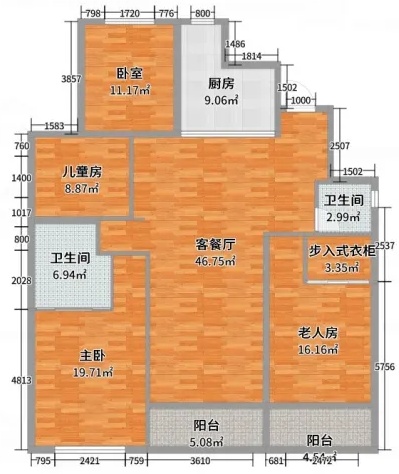 798 1720 776 800
1486
1814
3857
卧室
11.17㎡
厨房
9.06㎡
1502
1000
1583
2507
760
1400
1017
儿童房
8.87㎡
1502
卫生间
2.99㎡
800
2028
卫生间
6.94㎡
客餐厅
46.75㎡
2537
步入式衣柜
3.35㎡
老人房
16.16㎡
主卧
19.71㎡
4813
5756
阳台
5.08㎡
阳台
4.54㎡
795 2421 759 3610 681 2472